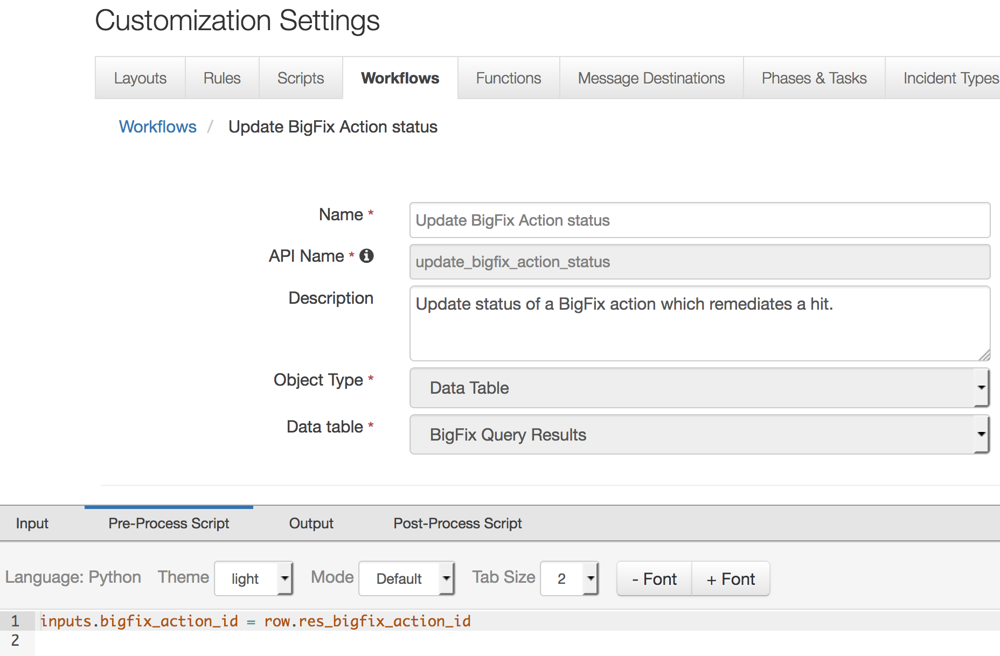 Customization Settings
Layouts Rules Scripts Workflows Functions Message Destinations Phases & Tasks Incident Types
Workflows / Update BigFix Action status
Name * Update BigFix Action status
API Name * update_bigfix_action_status
Description Update status of a BigFix action which remediates a hit.
Object Type * Data Table
Data table * BigFix Query Results
Input Pre-Process Script Output Post-Process Script
Language: Python Theme light Mode Default Tab Size 2 - Font + Font
1 inputs.bigfix_action_id = row.res_bigfix_action_id
2